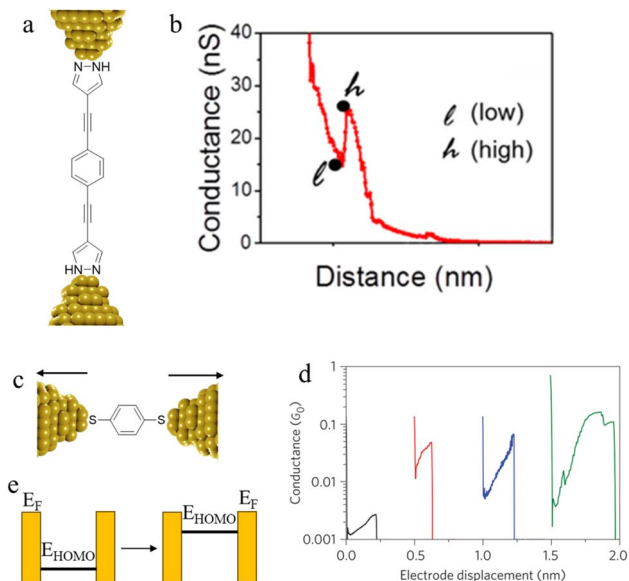 a
N–NH
HN–N
b
Conductance (nS)
40
30
20
10
0
h
l
l (low)
h (high)
Distance (nm)
c
S
S
d
Conductance (G0)
1
0.1
0.01
0.001
0.0
0.5
1.0
1.5
2.0
Electrode displacement (nm)
e
EF
EHOMO
EHOMO
EF